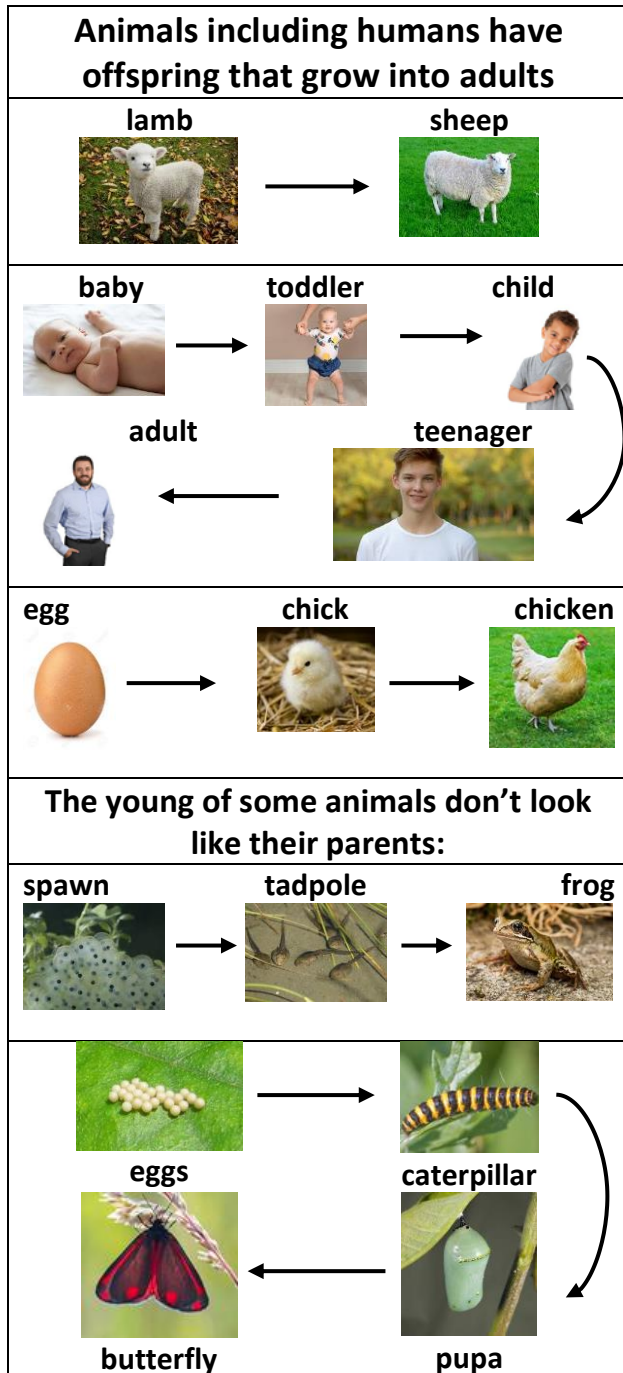 Animals including humans have
offspring that grow into adults
lamb sheep
baby toddler child
adult teenager
egg chick chicken
The young of some animals don’t look
like their parents:
spawn tadpole frog
eggs caterpillar
butterfly pupa